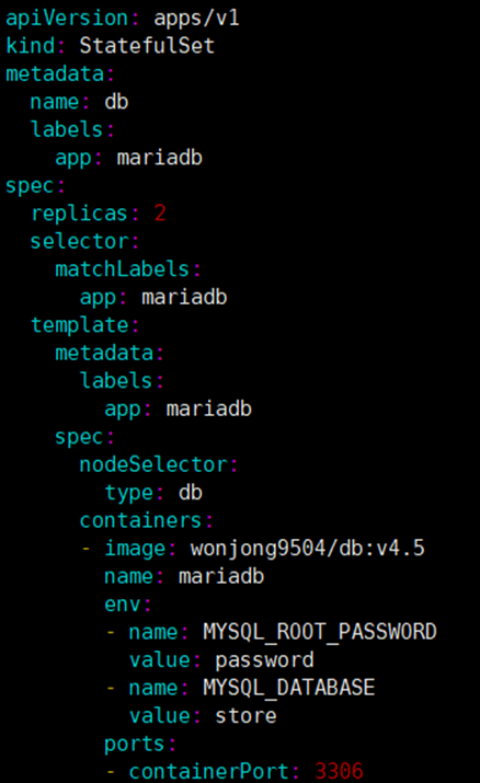 apiVersion: apps/v1
kind: StatefulSet
metadata:
  name: db
  labels:
    app: mariadb
spec:
  replicas: 2
  selector:
    matchLabels:
      app: mariadb
  template:
    metadata:
      labels:
        app: mariadb
    spec:
      nodeSelector:
        type: db
      containers:
      - image: wonjong9504/db:v4.5
        name: mariadb
        env:
        - name: MYSQL_ROOT_PASSWORD
          value: password
        - name: MYSQL_DATABASE
          value: store
        ports:
        - containerPort: 3306